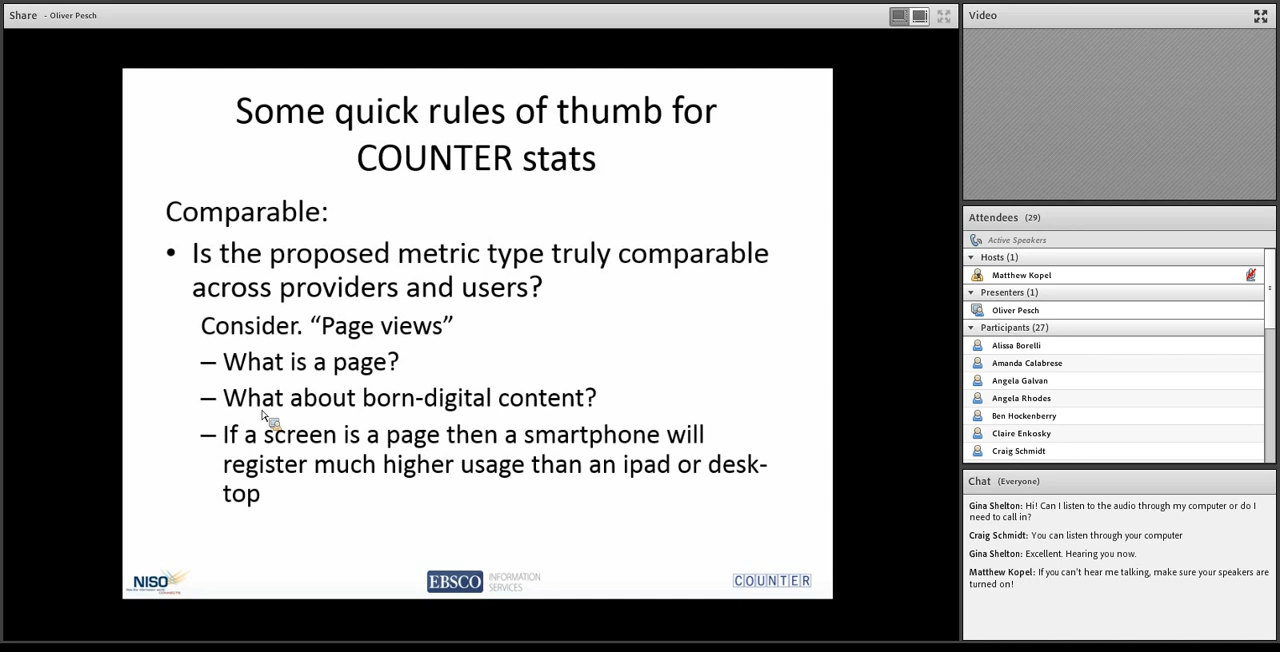 Share - Oliver Pesch
Some quick rules of thumb for
COUNTER stats
Comparable:
• Is the proposed metric type truly comparable
across providers and users?
Consider. “Page views”
– What is a page?
– What about born-digital content?
– If a screen is a page then a smartphone will
register much higher usage than an ipad or desk-
top
NISO
EBSCO INFORMATION
SERVICES
COUNTER
Video
Attendees (29)
Active Speakers
Hosts (1)
Matthew Kopel
Presenters (1)
Oliver Pesch
Participants (27)
Alissa Borelli
Amanda Calabrese
Angela Galvan
Angela Rhodes
Ben Hockenberry
Claire Enkosky
Craig Schmidt
Chat (Everyone)
Gina Shelton: Hi! Can I listen to the audio through my computer or do I
need to call in?
Craig Schmidt: You can listen through your computer
Gina Shelton: Excellent. Hearing you now.
Matthew Kopel: If you can't hear me talking, make sure your speakers are
turned on!